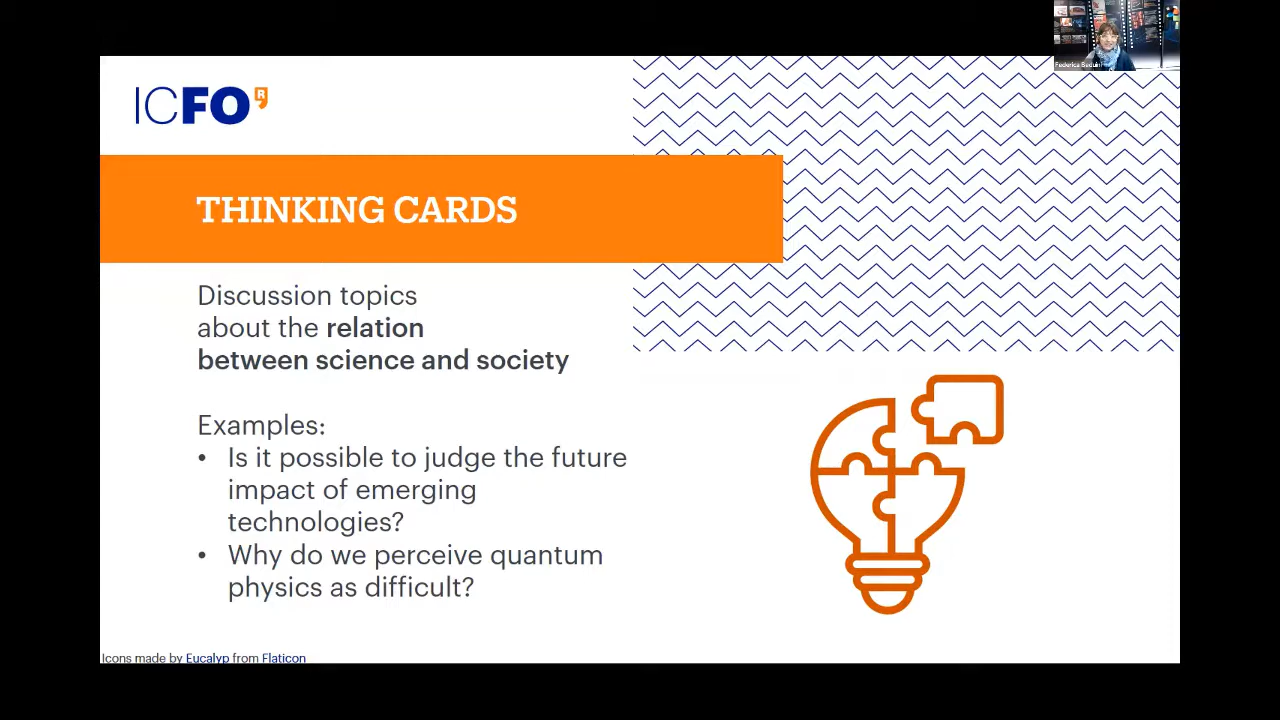 Federica Beduini
ICFO R
THINKING CARDS
Discussion topics
about the relation
between science and society
Examples:
• Is it possible to judge the future
impact of emerging
technologies?
• Why do we perceive quantum
physics as difficult?
Icons made by Eucalyp from Flaticon